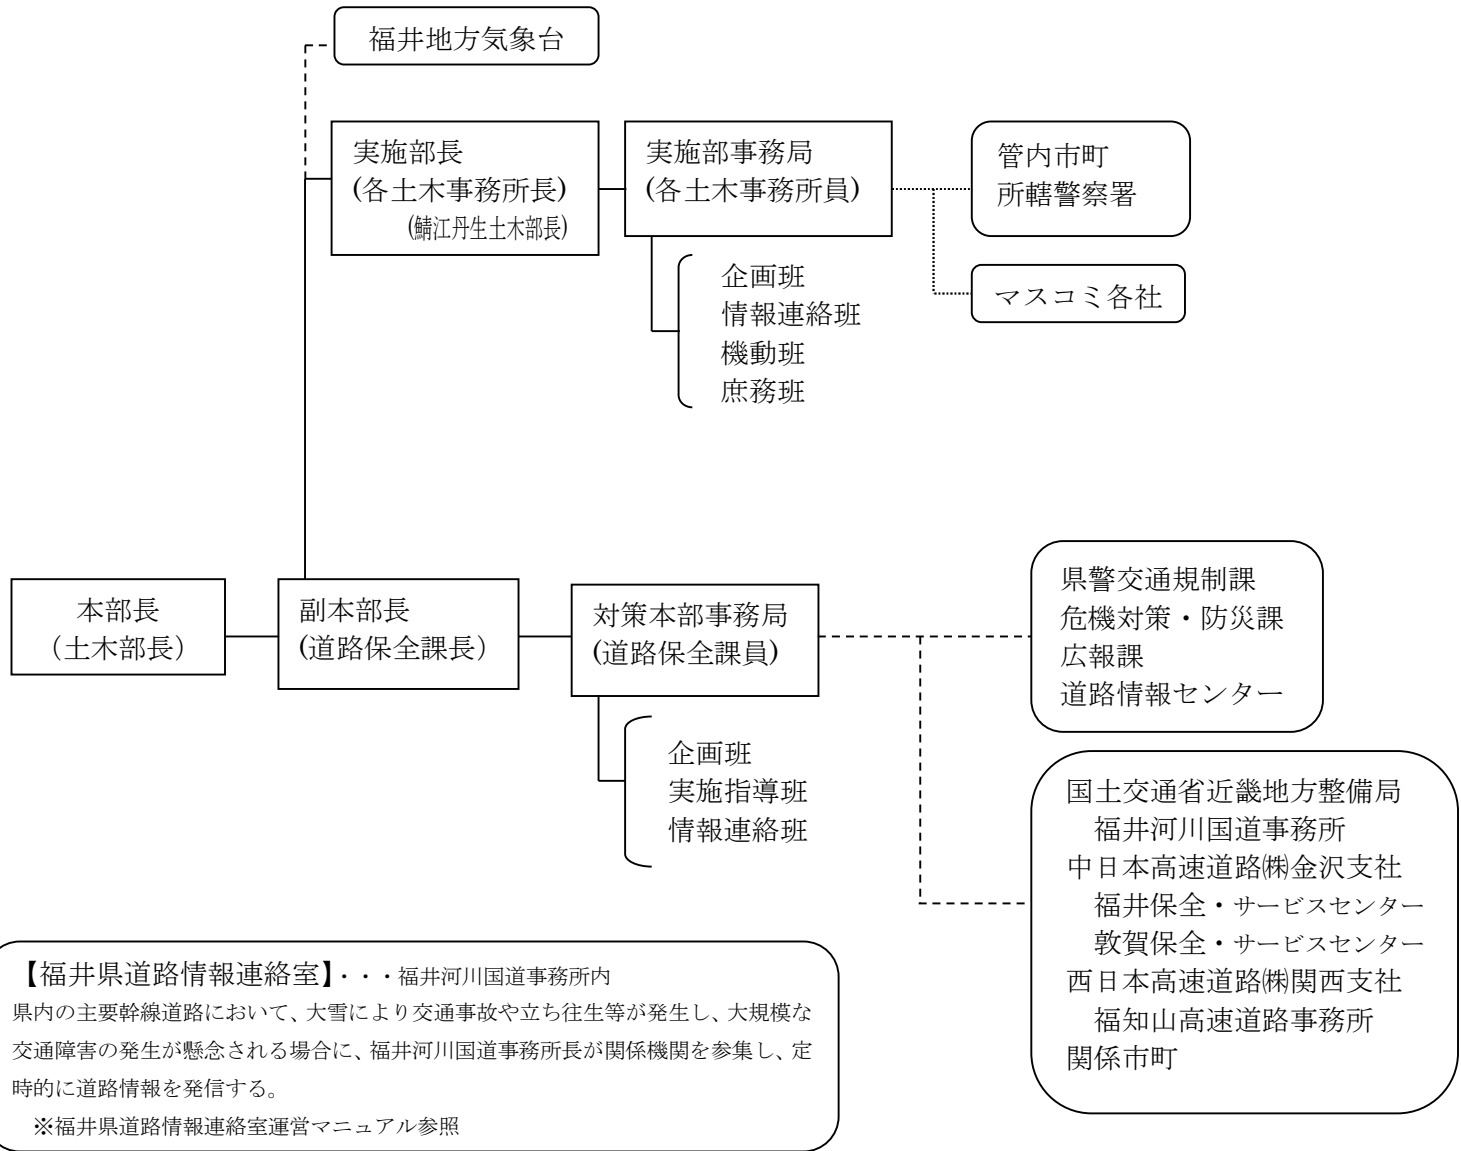 福井地方気象台
実施部長
(各土木事務所長)
(鯖江丹生土木部長)
実施部事務局
(各土木事務所員)
管内市町
所轄警察署
マスコミ各社
企画班
情報連絡班
機動班
庶務班
本部長
（土木部長）
副本部長
(道路保全課長）
対策本部事務局
(道路保全課員)
企画班
実施指導班
情報連絡班
県警交通規制課
危機対策・防災課
広報課
道路情報センター
国土交通省近畿地方整備局
福井河川国道事務所
中日本高速道路㈱金沢支社
福井保全・サービスセンター
敦賀保全・サービスセンター
西日本高速道路㈱関西支社
福知山高速道路事務所
関係市町
【福井県道路情報連絡室】・・・福井河川国道事務所内
県内の主要幹線道路において、大雪により交通事故や立ち往生等が発生し、大規模な
交通障害の発生が懸念される場合に、福井河川国道事務所長が関係機関を参集し、定
時的に道路情報を発信する。
※福井県道路情報連絡室運営マニュアル参照